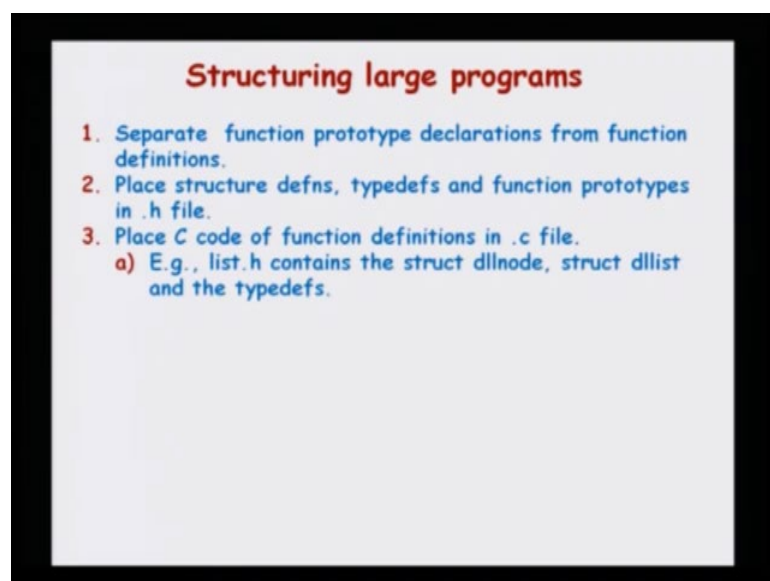 Structuring large programs
1. Separate function prototype declarations from function
definitions.
2. Place structure defns, typedefs and function prototypes
in .h file.
3. Place C code of function definitions in .c file.
a) E.g., list.h contains the struct dllnode, struct dllist
and the typedefs.